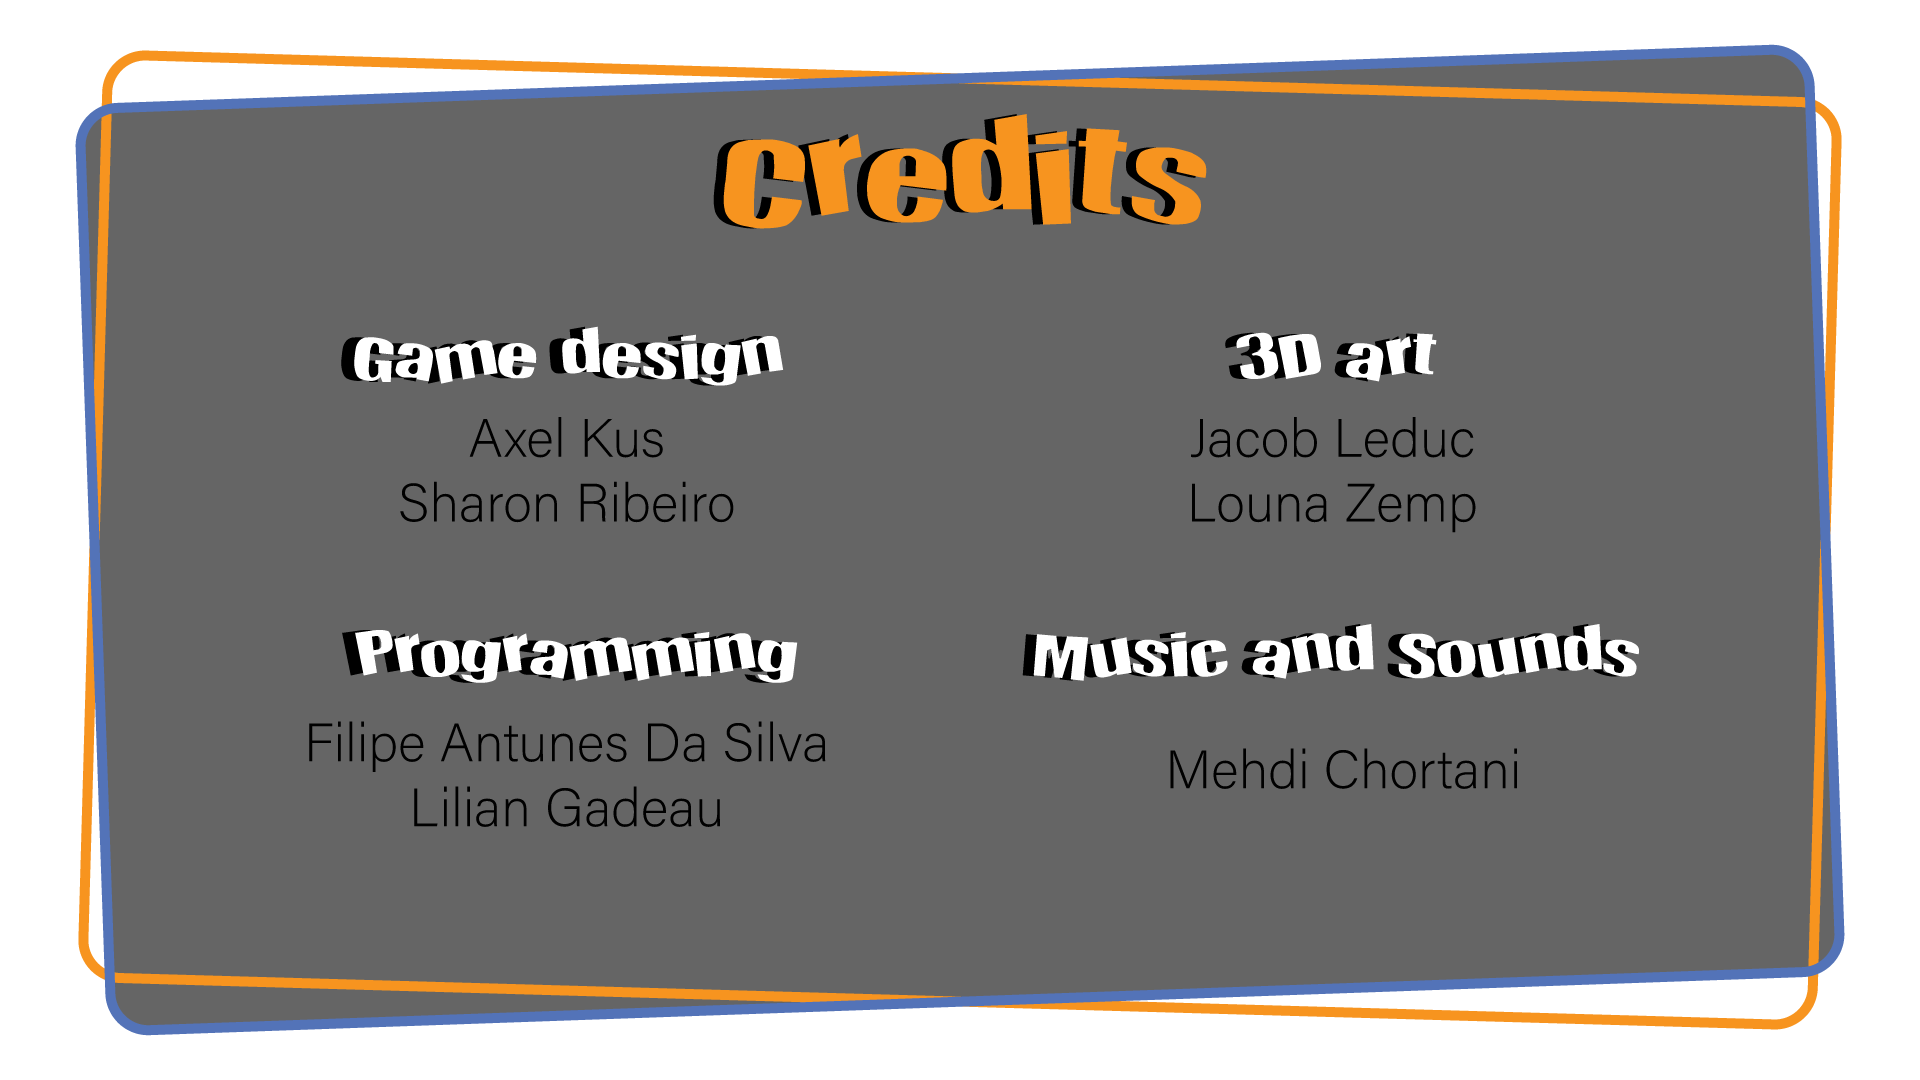 Credits
Game design
Axel Kus
Sharon Ribeiro
3D art
Jacob Leduc
Louna Zemp
Programming
Filipe Antunes Da Silva
Lilian Gadeau
Music and Sounds
Mehdi Chortani